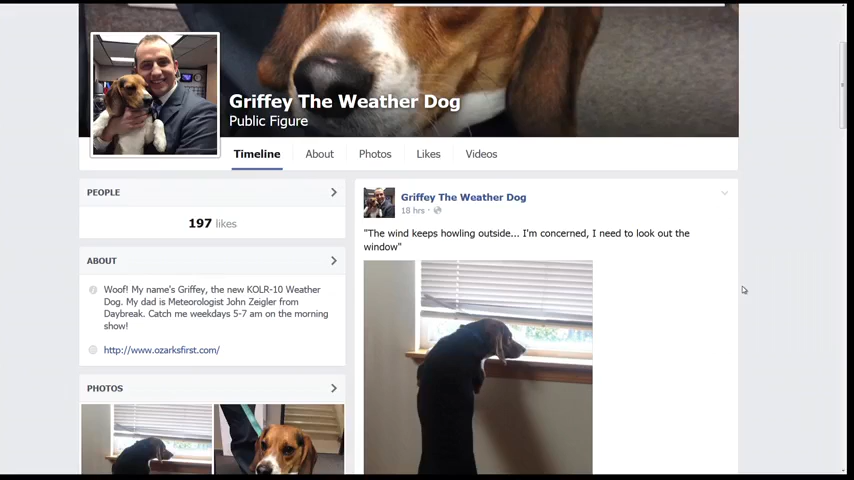 Griffey The Weather Dog
Public Figure
Timeline
About
Photos
Likes
Videos
PEOPLE
197 likes
ABOUT
Woof! My name's Griffey, the new KOLR-10 Weather
Dog. My dad is Meteorologist John Zeigler from
Daybreak. Catch me weekdays 5-7 am on the morning
show!
http://www.ozarksfirst.com/
PHOTOS
Griffey The Weather Dog
18 hrs ·
"The wind keeps howling outside... I'm concerned, I need to look out the
window"